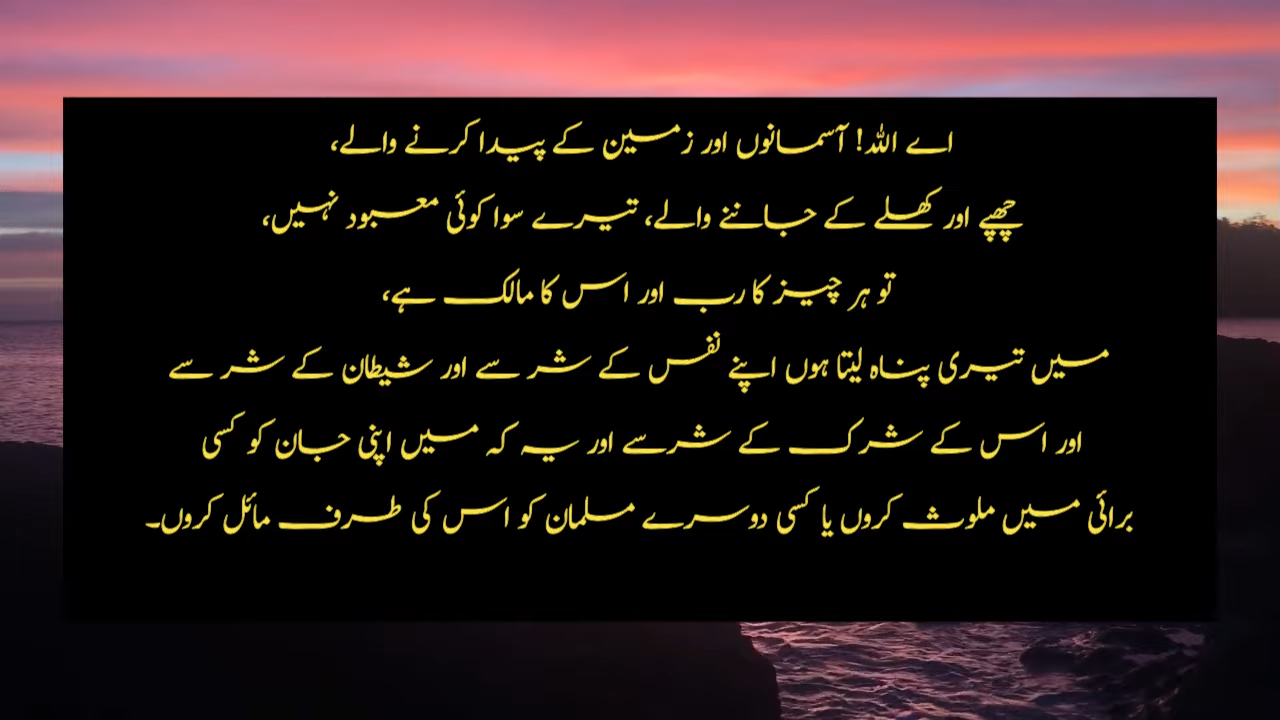 اے اللہ! آسمانوں اور زمین کے پیدا کرنے والے،
چھپے اور کھلے کے جاننے والے، تیرے سوا کوئی معبود نہیں،
تو ہر چیز کا رب اور اس کا مالک ہے،
میں تیری پناہ لیتا ہوں اپنے نفس کے شر سے اور شیطان کے شر سے
اور اس کے شرک کے شرسے اور یہ کہ میں اپنی جان کو کسی
برائی میں ملوث کروں یا کسی دوسرے مسلمان کو اس کی طرف مائل کروں۔